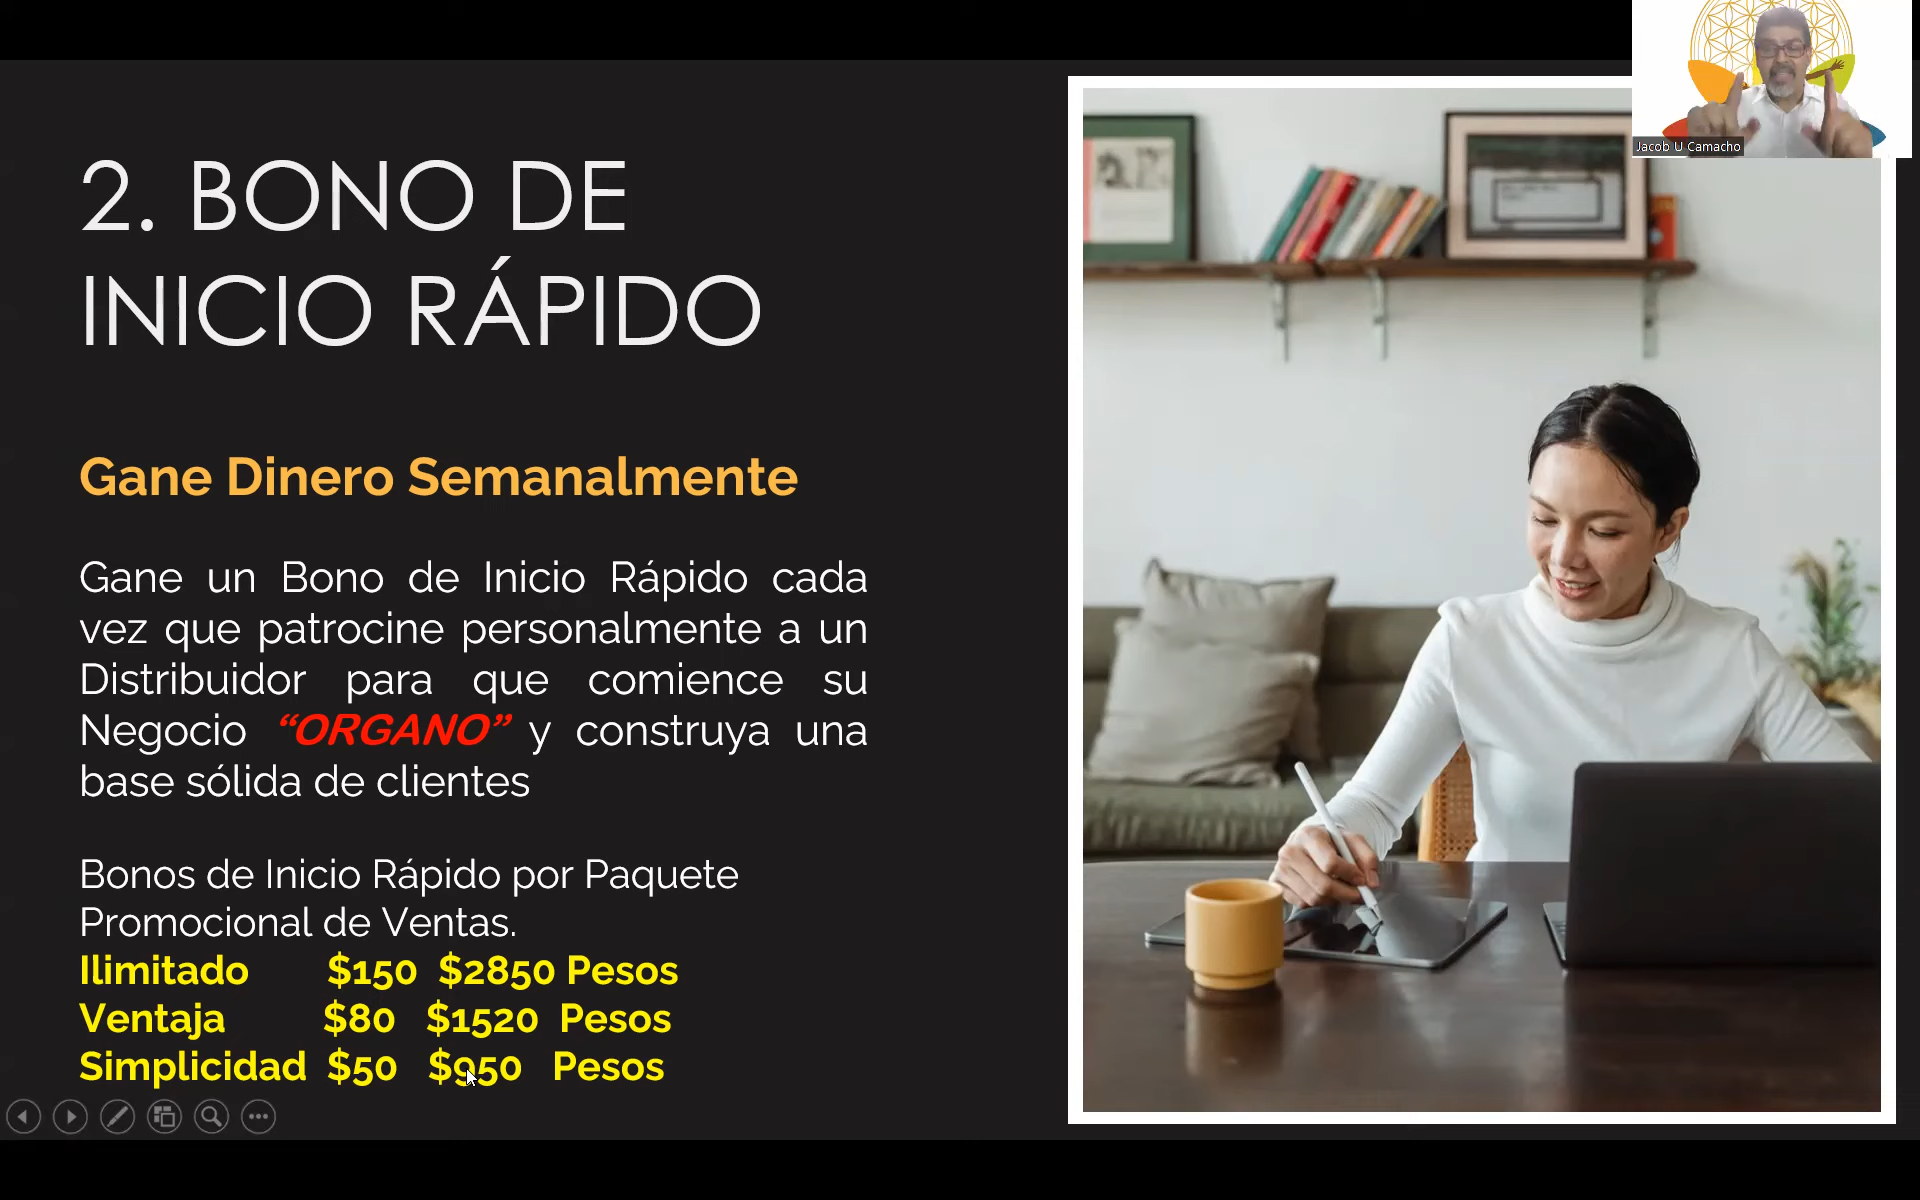 Jacob U Camacho
2. BONO DE
INICIO RÁPIDO
Gane Dinero Semanalmente
Gane un Bono de Inicio Rápido cada
vez que patrocine personalmente a un
Distribuidor para que comience su
Negocio “ORGANO” y construya una
base sólida de clientes
Bonos de Inicio Rápido por Paquete
Promocional de Ventas.
Ilimitado $150 $2850 Pesos
Ventaja $80 $1520 Pesos
Simplicidad $50 $950 Pesos